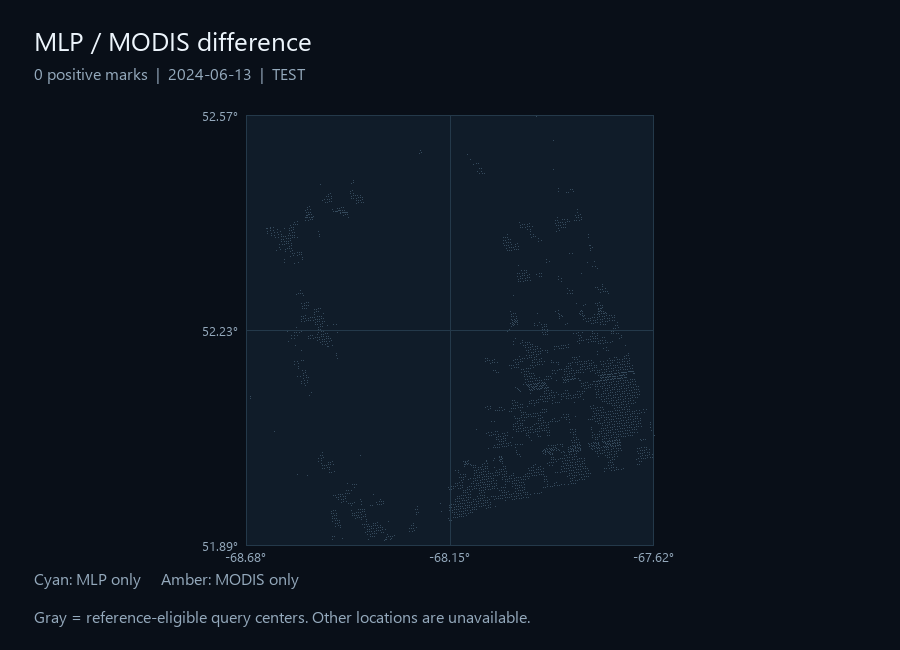 MLP / MODIS difference
0 positive marks | 2024-06-13 | TEST
52.57°
52.23°
51.89°
-68.68° -68.15° -67.62°
Cyan: MLP only Amber: MODIS only
Gray = reference-eligible query centers. Other locations are unavailable.